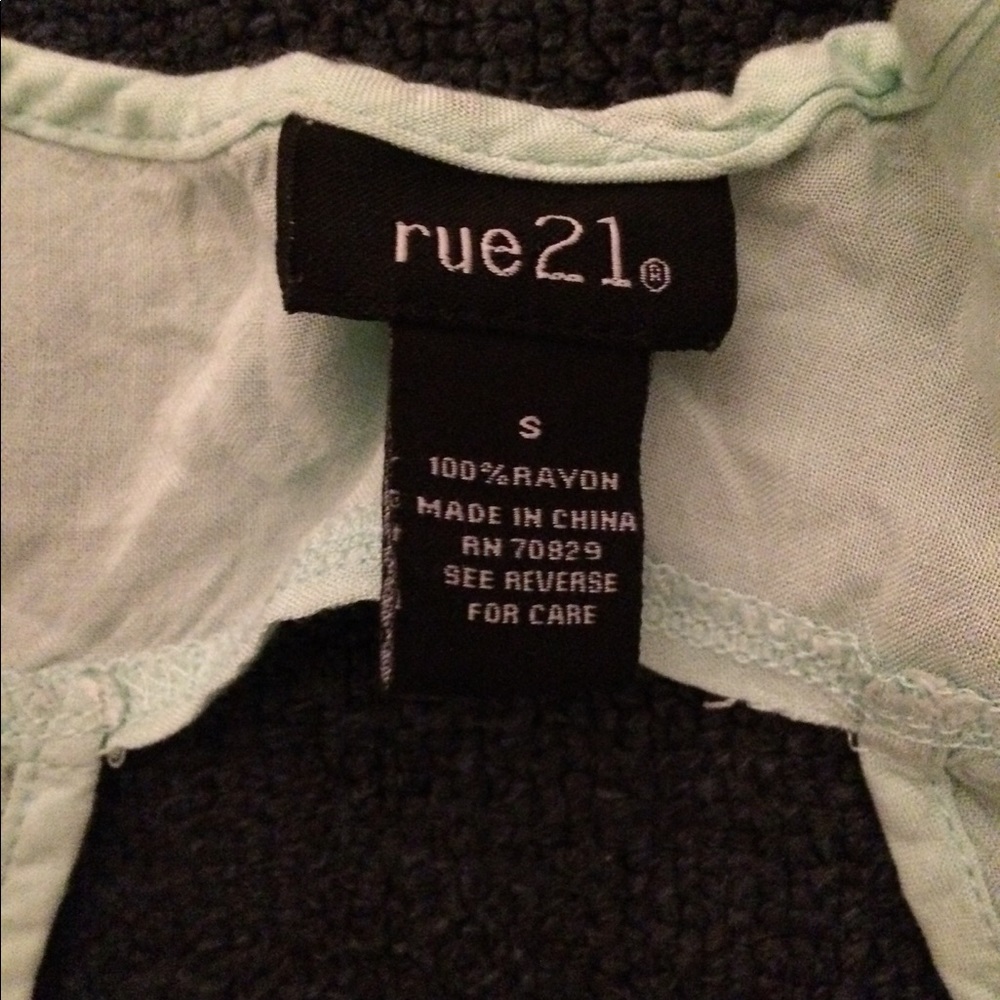 rue21®
S
100%RAYON
MADE IN CHINA
RN 70829
SEE REVERSE
FOR CARE